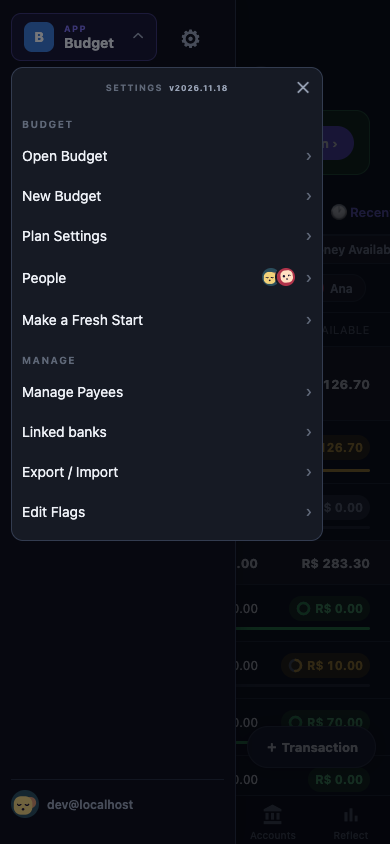 B
APP
Budget
SETTINGS v2026.11.18
BUDGET
Open Budget
New Budget
Plan Settings
People
Make a Fresh Start
MANAGE
Manage Payees
Linked banks
Export / Import
Edit Flags
Recen
ney Availab
Ana
AILABLE
126.70
26.70
$ 0.00
.00 R$ 283.30
0.00 R$ 0.00
0.00 R$ 10.00
0.00 R$ 70.00
+ Transaction
0.00 R$ 0.00
dev@localhost
Accounts Reflect